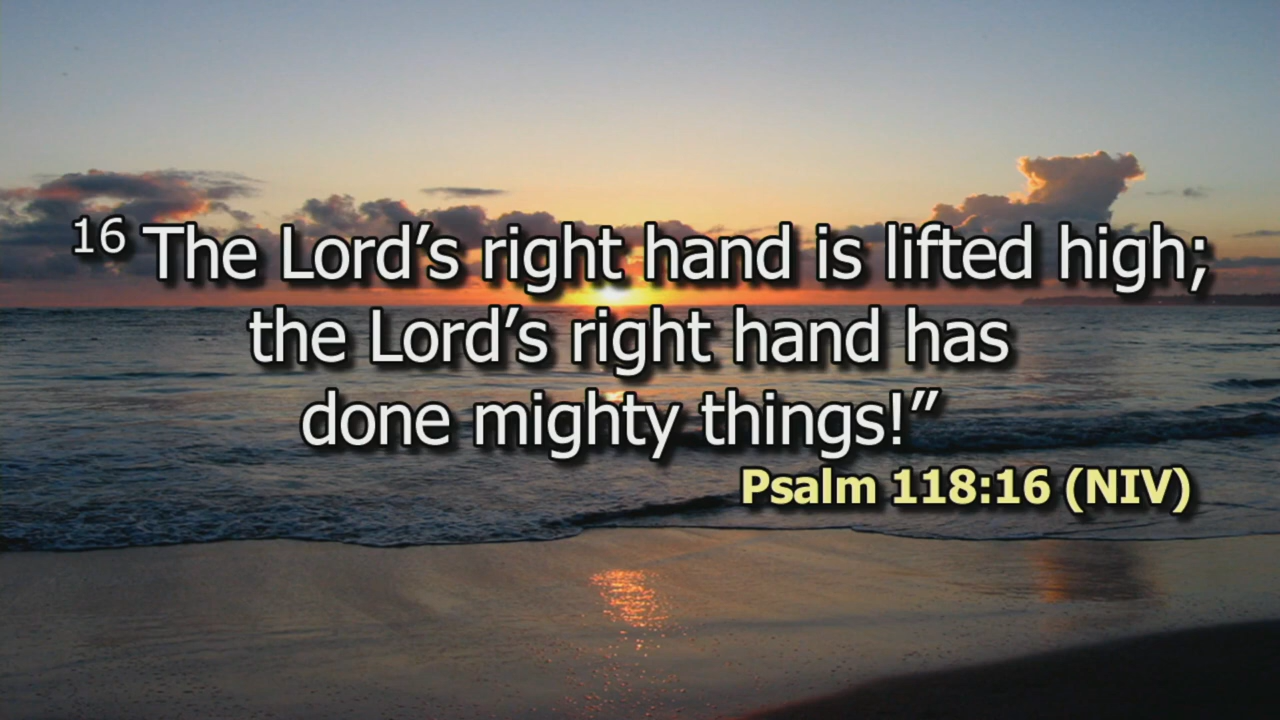 16 The Lord’s right hand is lifted high;
the Lord’s right hand has
done mighty things!”
Psalm 118:16 (NIV)